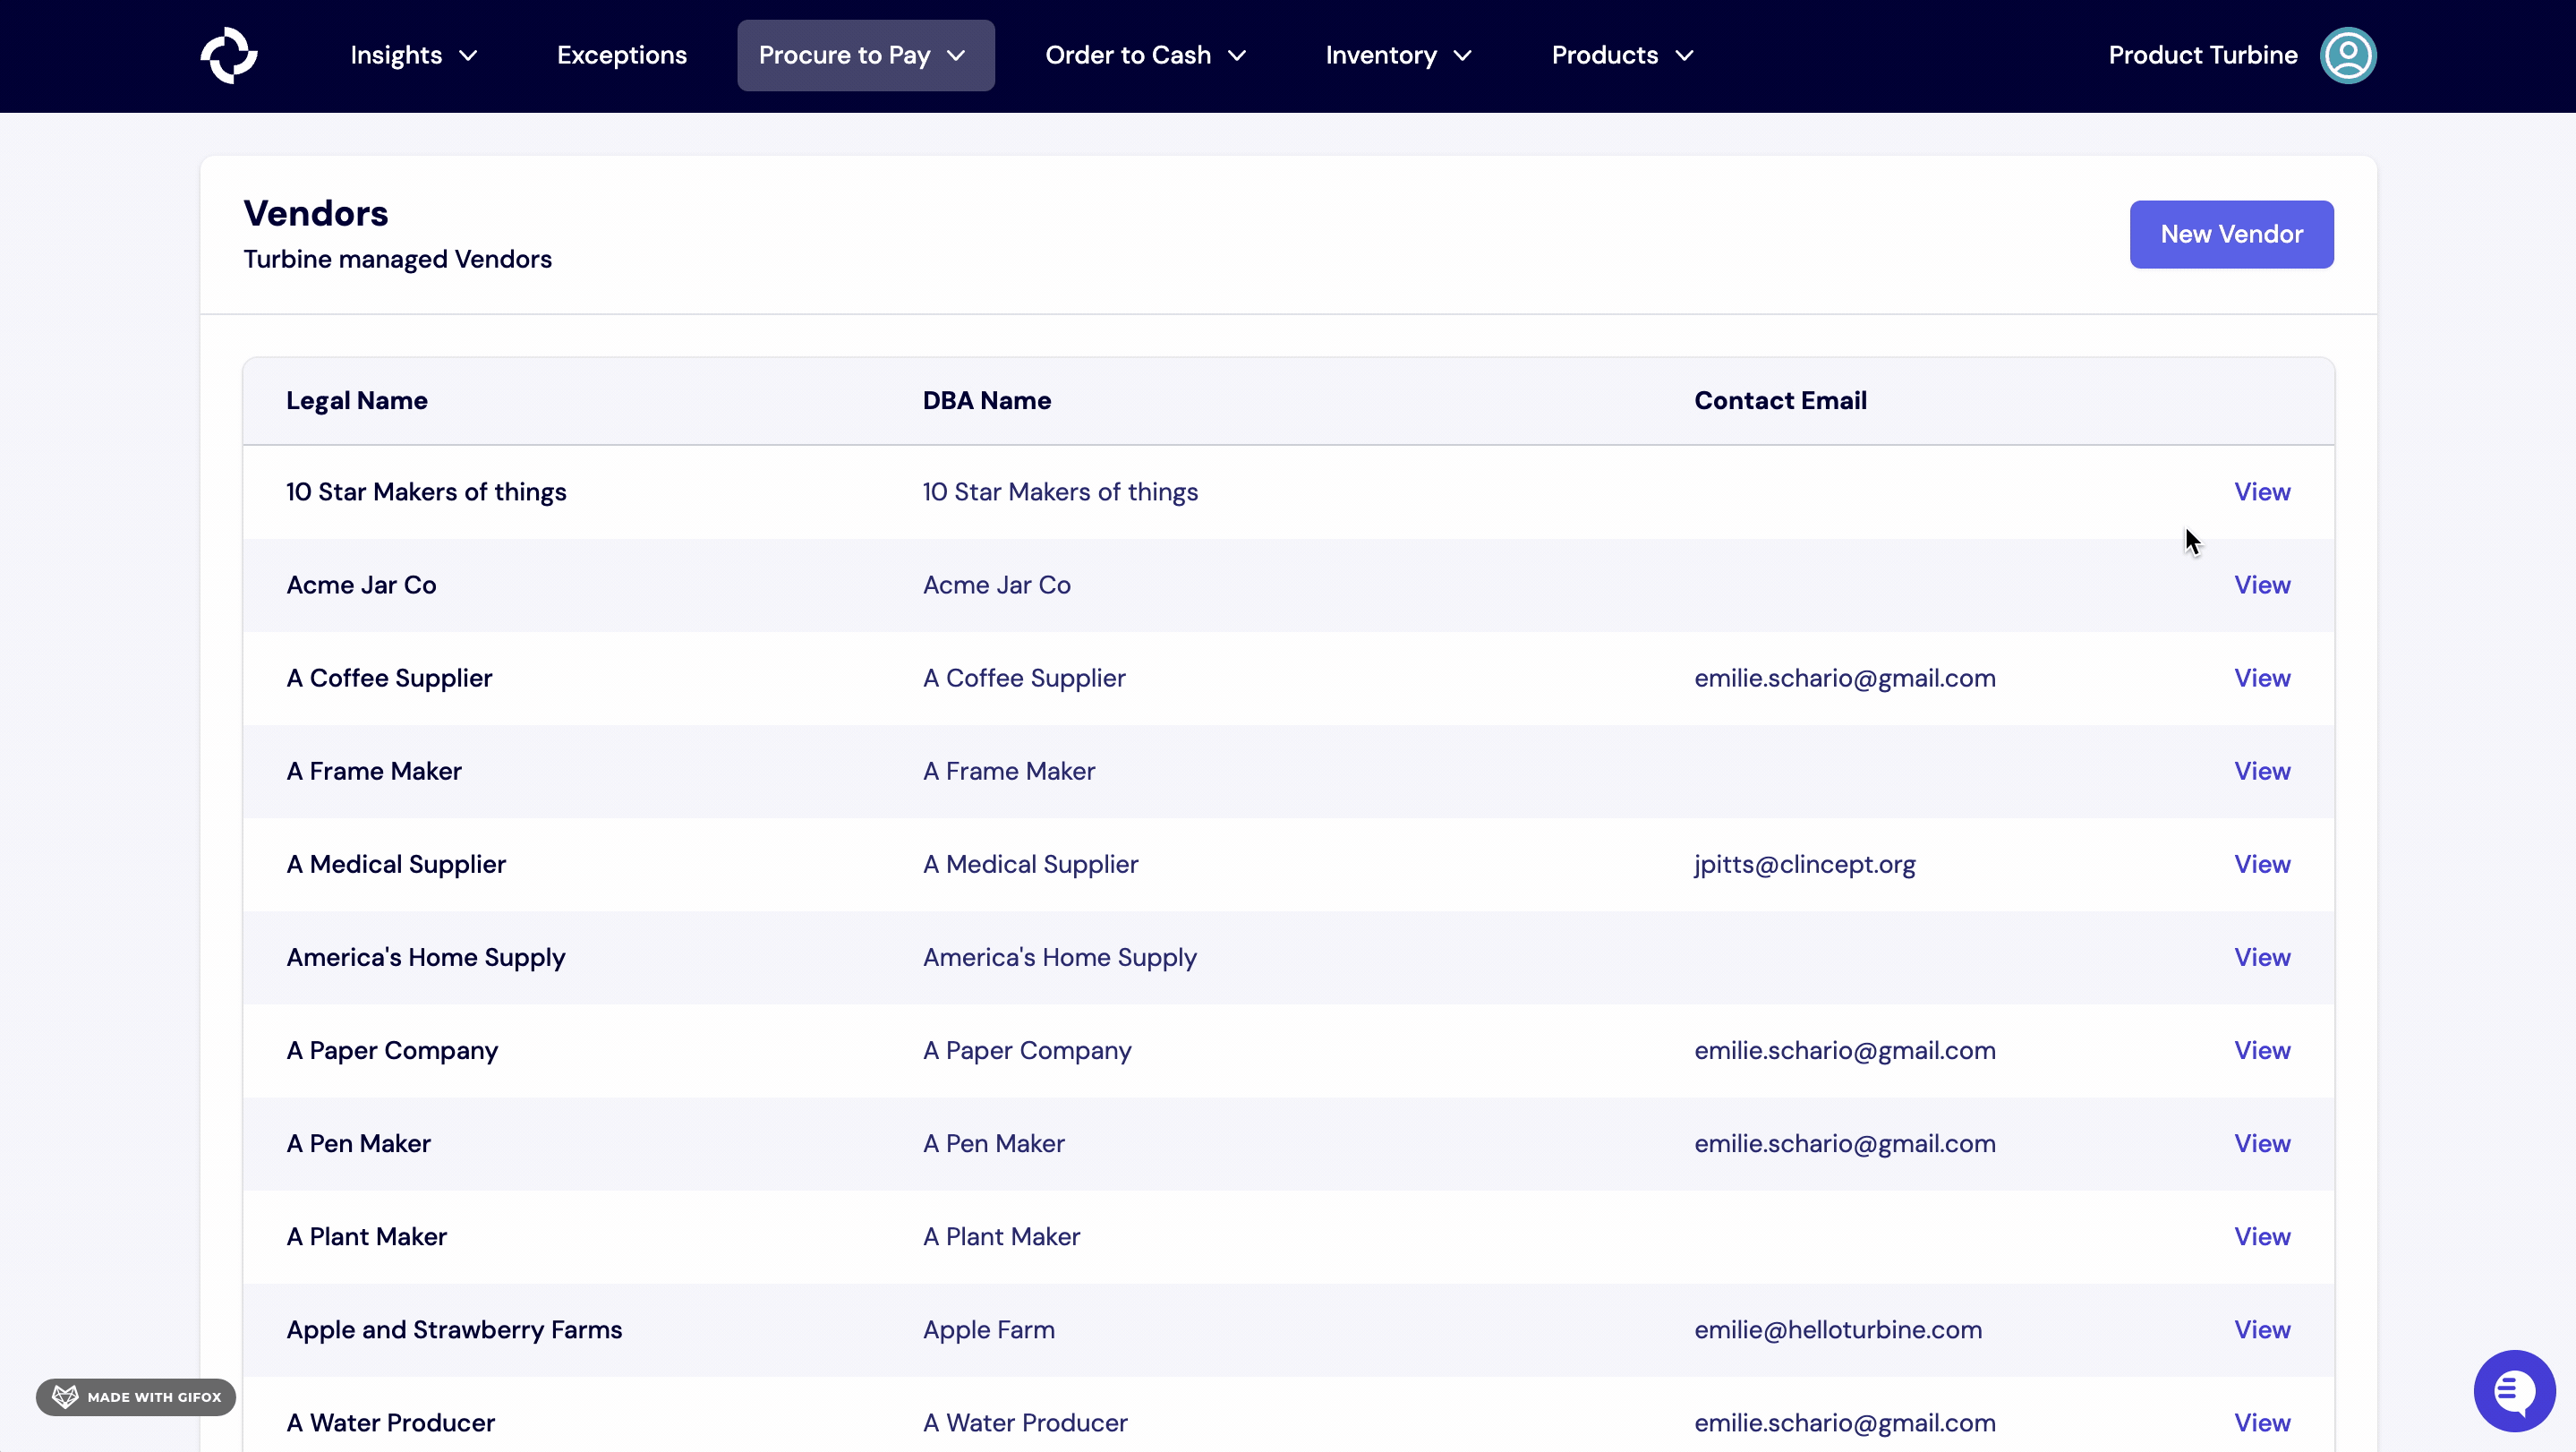 Insights Exceptions Procure to Pay Order to Cash Inventory Products Product Turbine
Vendors
Turbine managed Vendors
New Vendor
Legal Name DBA Name Contact Email
10 Star Makers of things 10 Star Makers of things View
Acme Jar Co Acme Jar Co View
A Coffee Supplier A Coffee Supplier emilie.schario@gmail.com View
A Frame Maker A Frame Maker View
A Medical Supplier A Medical Supplier jpitts@clincept.org View
America's Home Supply America's Home Supply View
A Paper Company A Paper Company emilie.schario@gmail.com View
A Pen Maker A Pen Maker emilie.schario@gmail.com View
A Plant Maker A Plant Maker View
Apple and Strawberry Farms Apple Farm emilie@helloturbine.com View
MADE WITH GIFOX
A Water Producer A Water Producer emilie.schario@gmail.com View